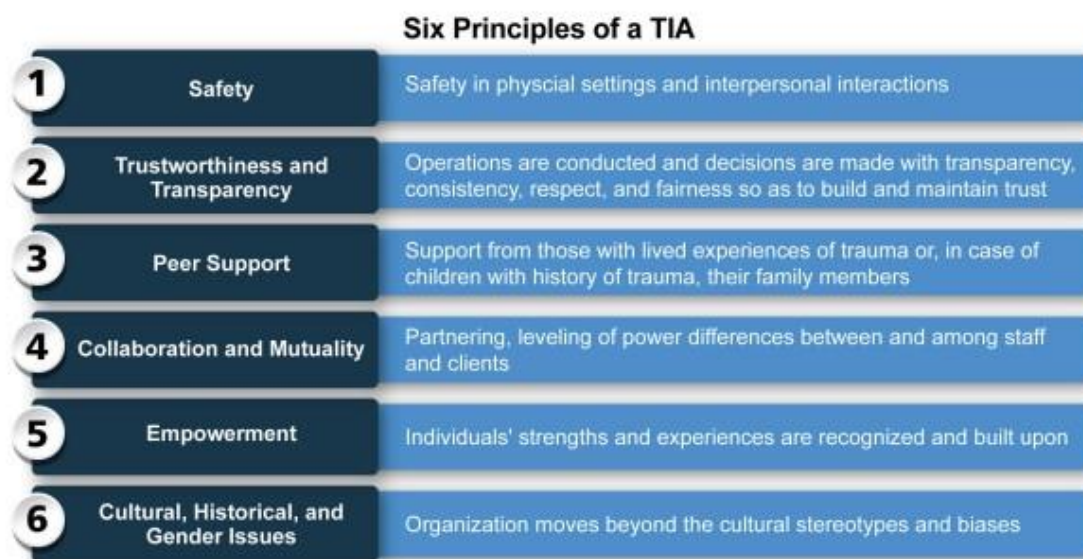 Six Principles of a TIA
1
Safety
Safety in physcial settings and interpersonal interactions
2
Trustworthiness and
Transparency
Operations are conducted and decisions are made with transparency,
consistency, respect, and fairness so as to build and maintain trust
3
Peer Support
Support from those with lived experiences of trauma or, in case of
children with history of trauma, their family members
4
Collaboration and Mutuality
Partnering, leveling of power differences between and among staff
and clients
5
Empowerment
Individuals' strengths and experiences are recognized and built upon
6
Cultural, Historical, and
Gender Issues
Organization moves beyond the cultural stereotypes and biases